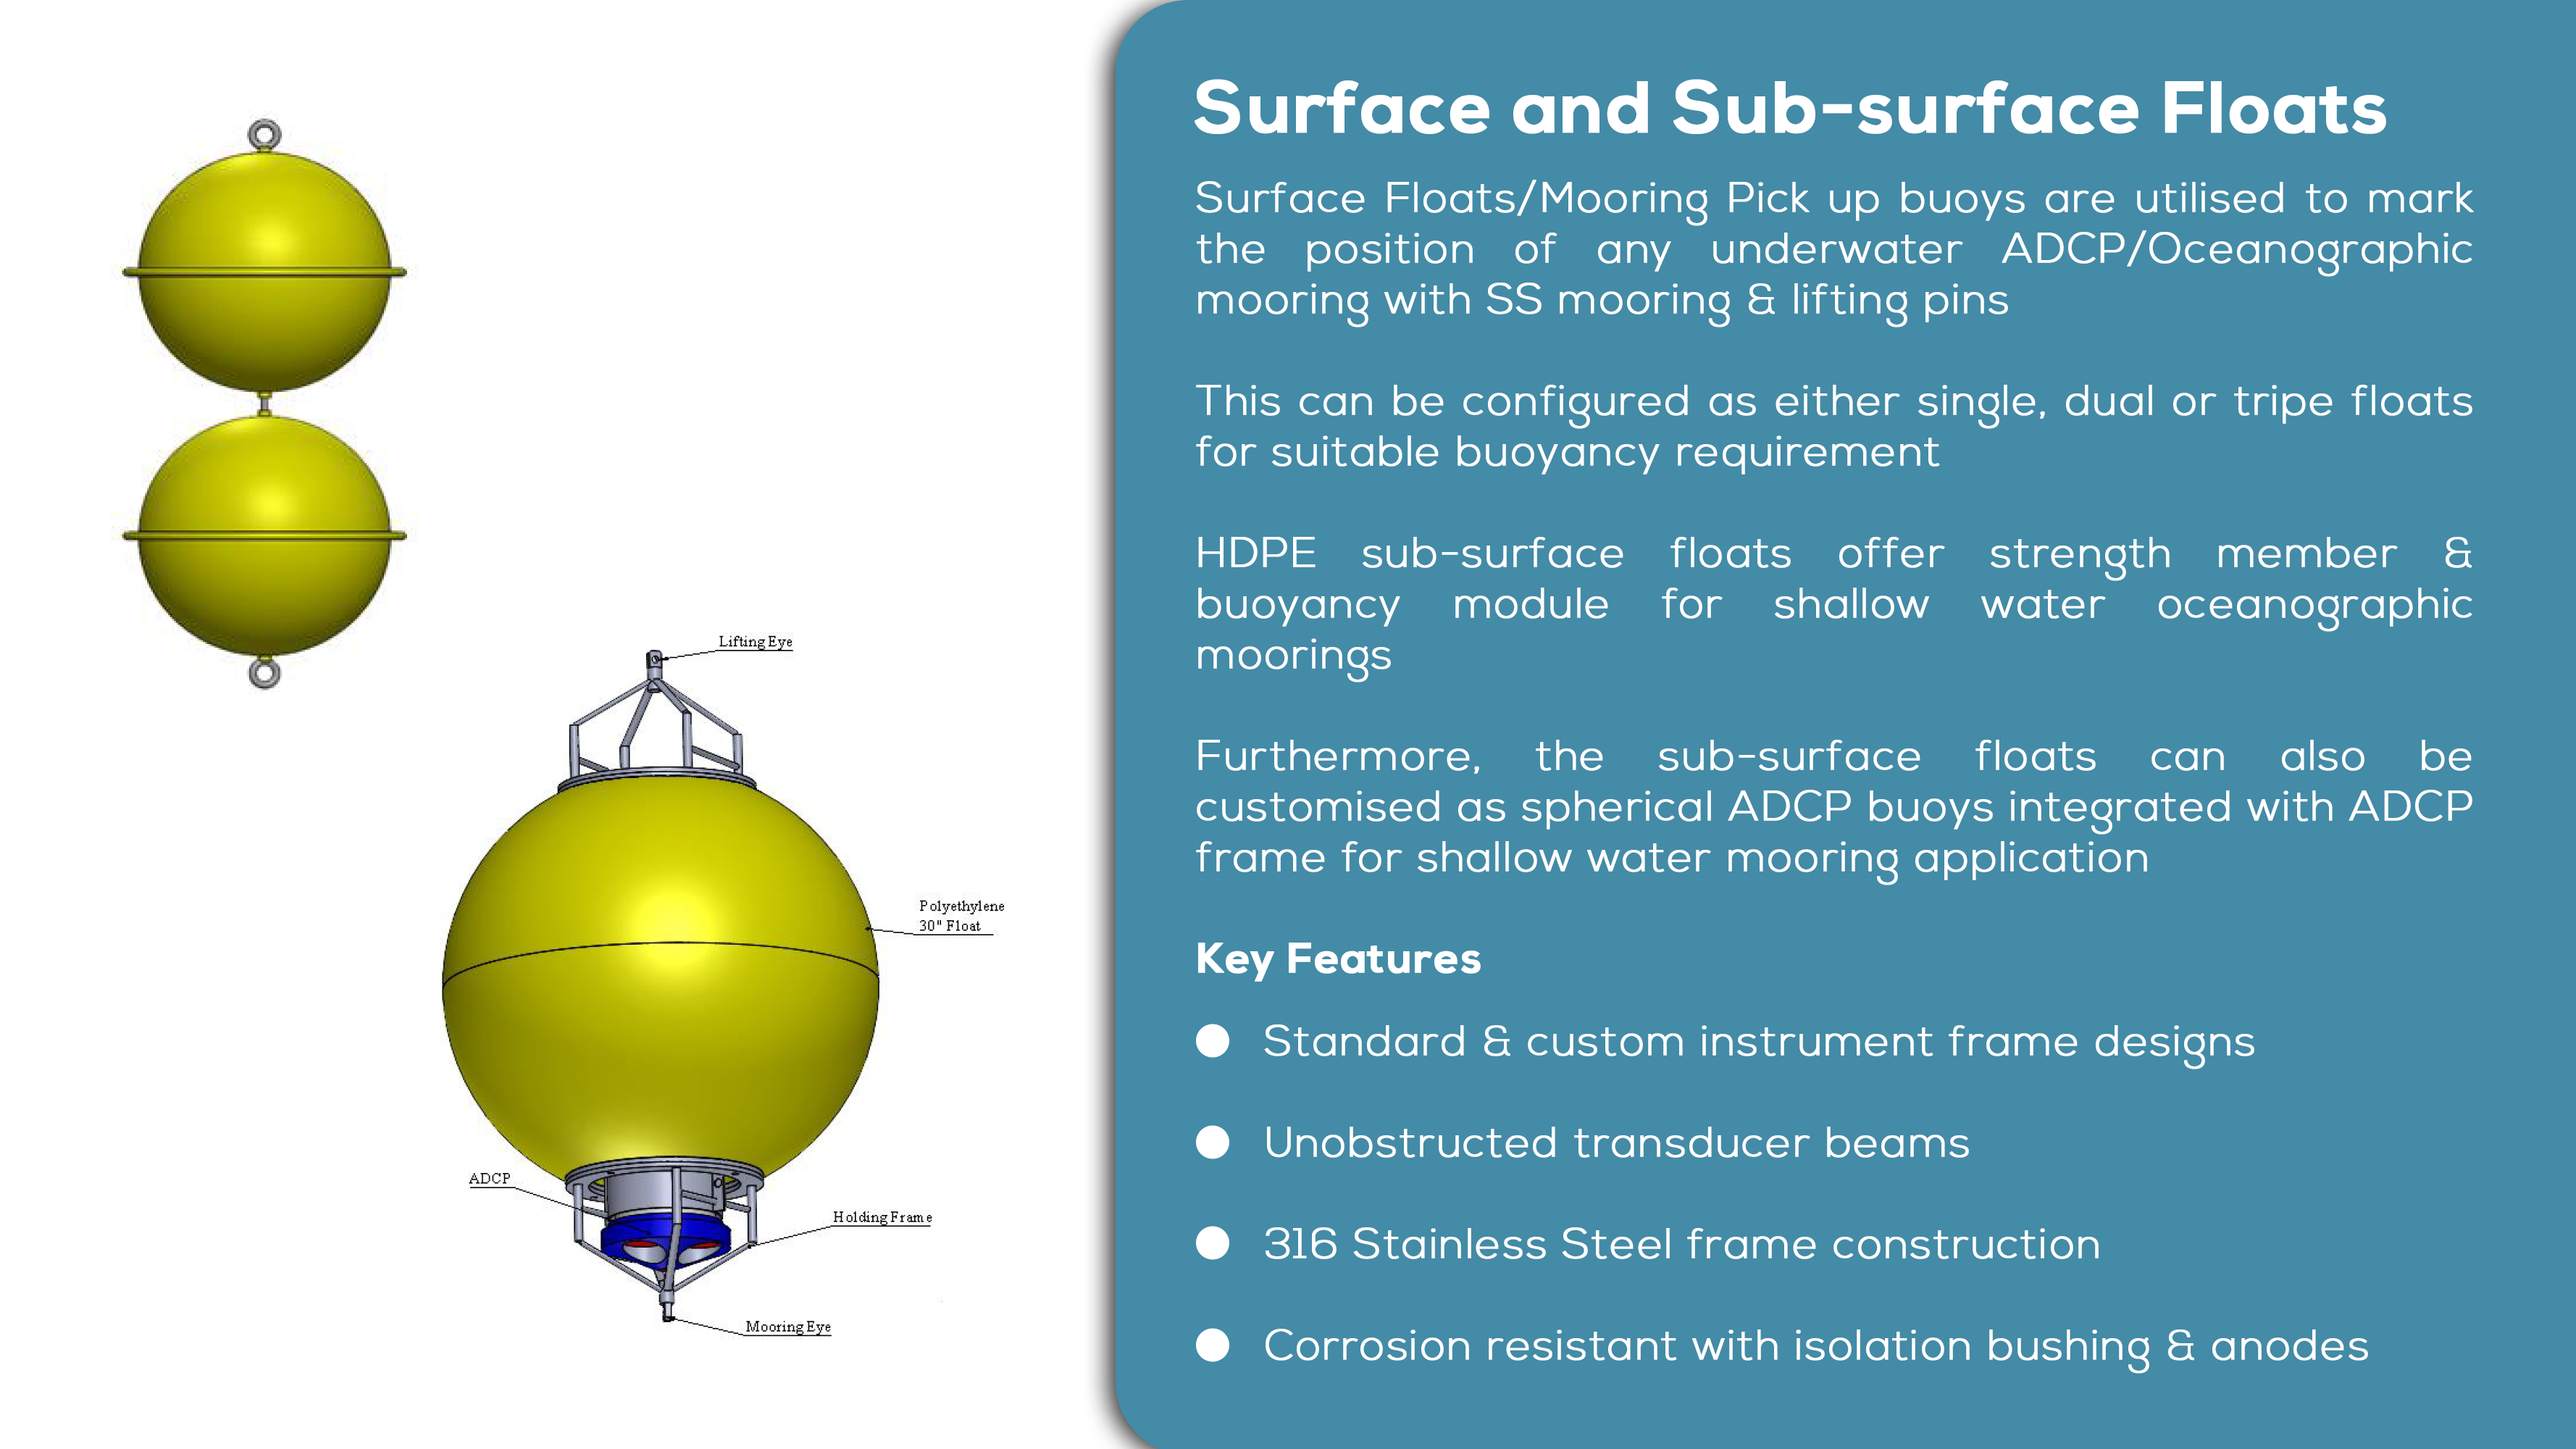 Surface and Sub-surface Floats
Surface Floats/Mooring Pick up buoys are utilised to mark
the position of any underwater ADCP/Oceanographic
mooring with SS mooring & lifting pins
This can be configured as either single, dual or tripe floats
for suitable buoyancy requirement
HDPE sub-surface floats offer strength member &
buoyancy module for shallow water oceanographic
moorings
Furthermore, the sub-surface floats can also be
customised as spherical ADCP buoys integrated with ADCP
frame for shallow water mooring application
Key Features
● Standard & custom instrument frame designs
● Unobstructed transducer beams
● 316 Stainless Steel frame construction
● Corrosion resistant with isolation bushing & anodes
Lifting Eye
Polyethylene
30" Float
ADCP
Holding Frame
Mooring Eye